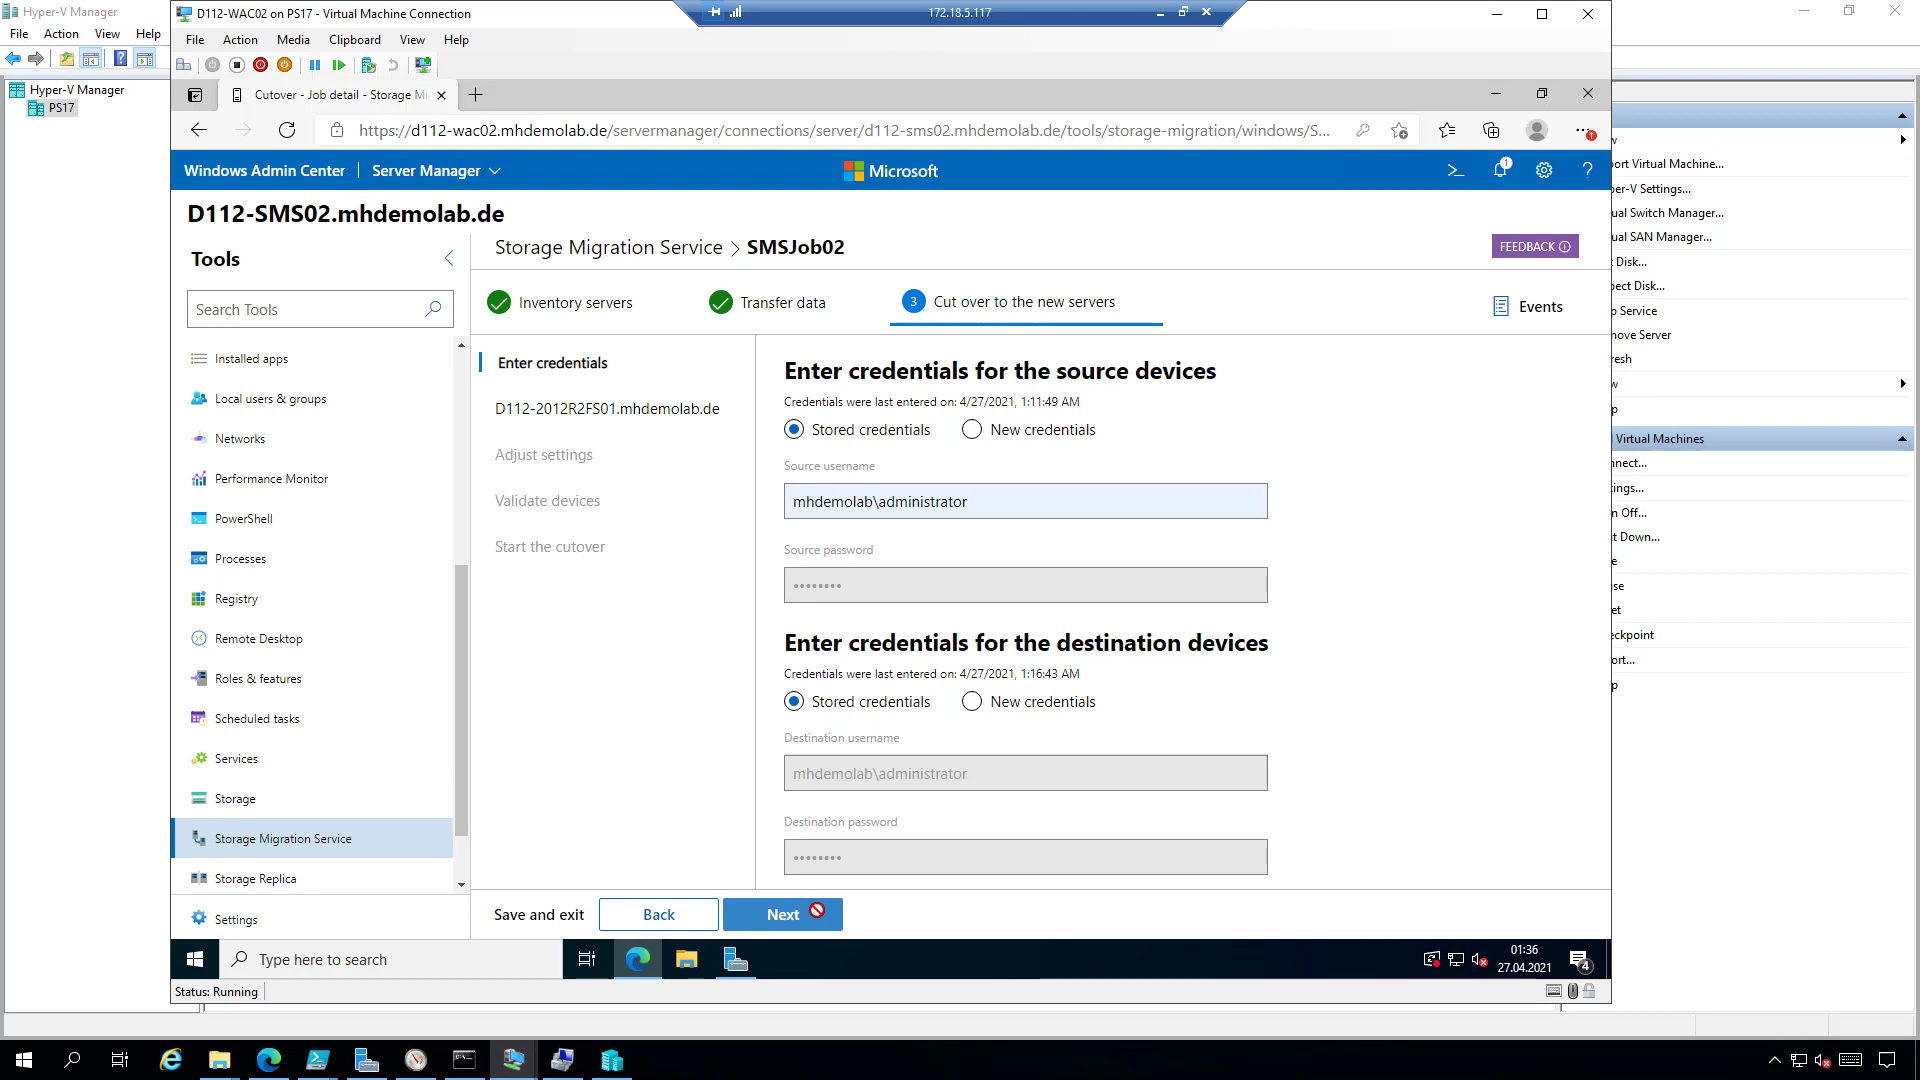 Hyper-V Manager
File Action View Help
Hyper-V Manager
PS17
D112-WAC02 on PS17 - Virtual Machine Connection
172.18.5.117
File Action Media Clipboard View Help
Cutover - Job detail - Storage M
https://d112-wac02.mhdemolab.de/servermanager/connections/server/d112-sms02.mhdemolab.de/tools/storage-migration/windows/S...
Windows Admin Center
Server Manager
Microsoft
1
?
D112-SMS02.mhdemolab.de
Tools
Search Tools
Installed apps
Local users & groups
Networks
Performance Monitor
PowerShell
Processes
Registry
Remote Desktop
Roles & features
Scheduled tasks
Services
Storage
Storage Migration Service
Storage Replica
Settings
Storage Migration Service > SMSJob02
FEEDBACK
Inventory servers
Transfer data
3 Cut over to the new servers
Events
Enter credentials
D112-2012R2FS01.mhdemolab.de
Adjust settings
Validate devices
Start the cutover
Enter credentials for the source devices
Credentials were last entered on: 4/27/2021, 1:11:49 AM
Stored credentials
New credentials
Source username
mhdemolab\administrator
Source password
••••••••
Enter credentials for the destination devices
Credentials were last entered on: 4/27/2021, 1:16:43 AM
Stored credentials
New credentials
Destination username
mhdemolab\administrator
Destination password
••••••••
Save and exit
Back
Next
Type here to search
01:36
27.04.2021
4
Status: Running
w
ort Virtual Machine...
per-V Settings...
ual Switch Manager...
ual SAN Manager...
t Disk...
pect Disk...
p Service
nove Server
resh
w
p
Virtual Machines
nnect...
tings...
n Off...
t Down...
e
use
et
eckpoint
ort...
p